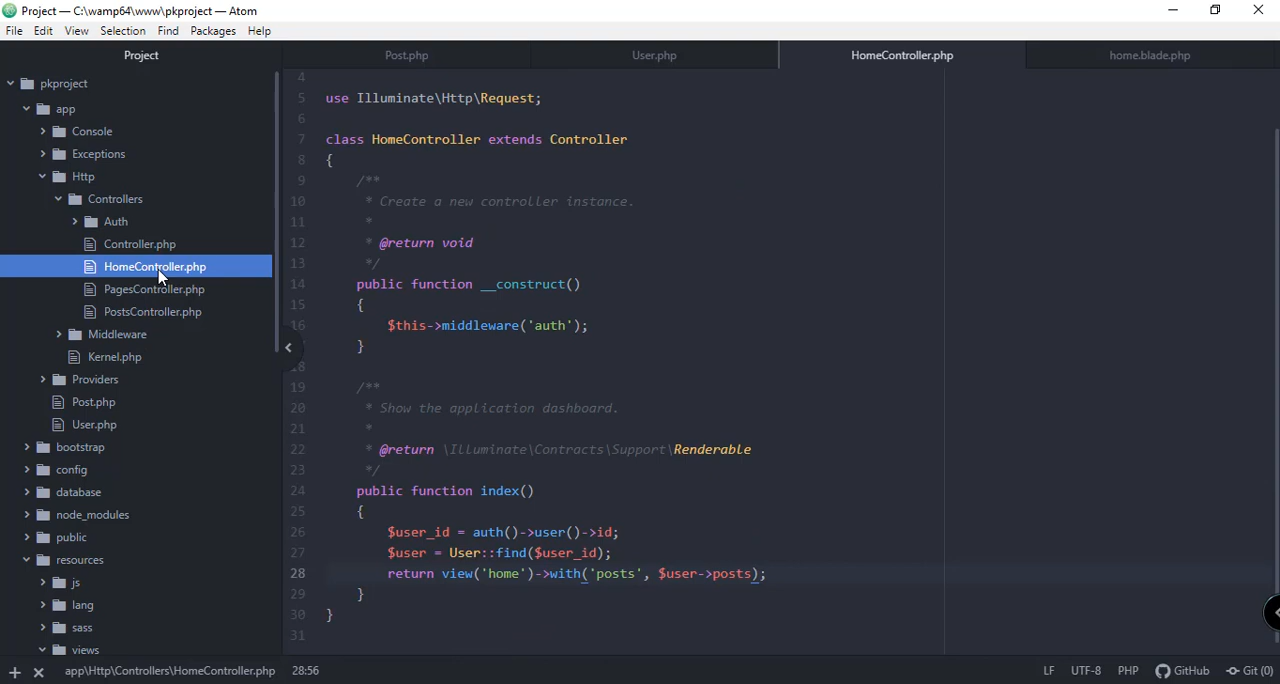 Project — C:\wamp64\www\pkproject — Atom
File Edit View Selection Find Packages Help
Project
Post.php
User.php
HomeController.php
home.blade.php
pkproject
app
Console
Exceptions
Http
Controllers
Auth
Controller.php
HomeController.php
PagesController.php
PostsController.php
Middleware
Kernel.php
Providers
Post.php
User.php
bootstrap
config
database
node_modules
public
resources
js
lang
sass
views
4
5 use Illuminate\Http\Request;
6
7 class HomeController extends Controller
8 {
9 /**
10 * Create a new controller instance.
11 *
12 * @return void
13 */
14 public function __construct()
15 {
16 $this->middleware('auth');
}
18
19 /**
20 * Show the application dashboard.
21 *
22 * @return \Illuminate\Contracts\Support\Renderable
23 */
24 public function index()
25 {
26 $user_id = auth()->user()->id;
27 $user = User::find($user_id);
28 return view('home')->with('posts', $user->posts);
29 }
30 }
31
app\Http\Controllers\HomeController.php 28:56
LF UTF-8 PHP GitHub Git (0)